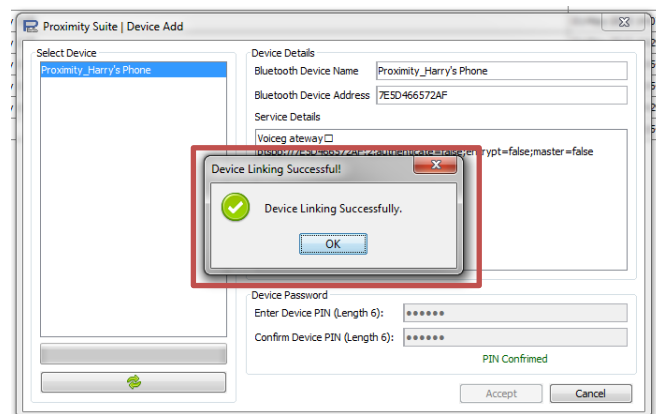 Proximity Suite | Device Add
Select Device
Proximity_Harry's Phone
Device Details
Bluetooth Device Name
Proximity_Harry's Phone
Bluetooth Device Address
7E5D466572AF
Service Details
Voiceg ateway□
encrypt=false;master=false
Device Linking Successful!
Device Linking Successfully.
OK
Device Password
Enter Device PIN (Length 6):
••••••
Confirm Device PIN (Length 6):
••••••
PIN Confrimed
Accept
Cancel